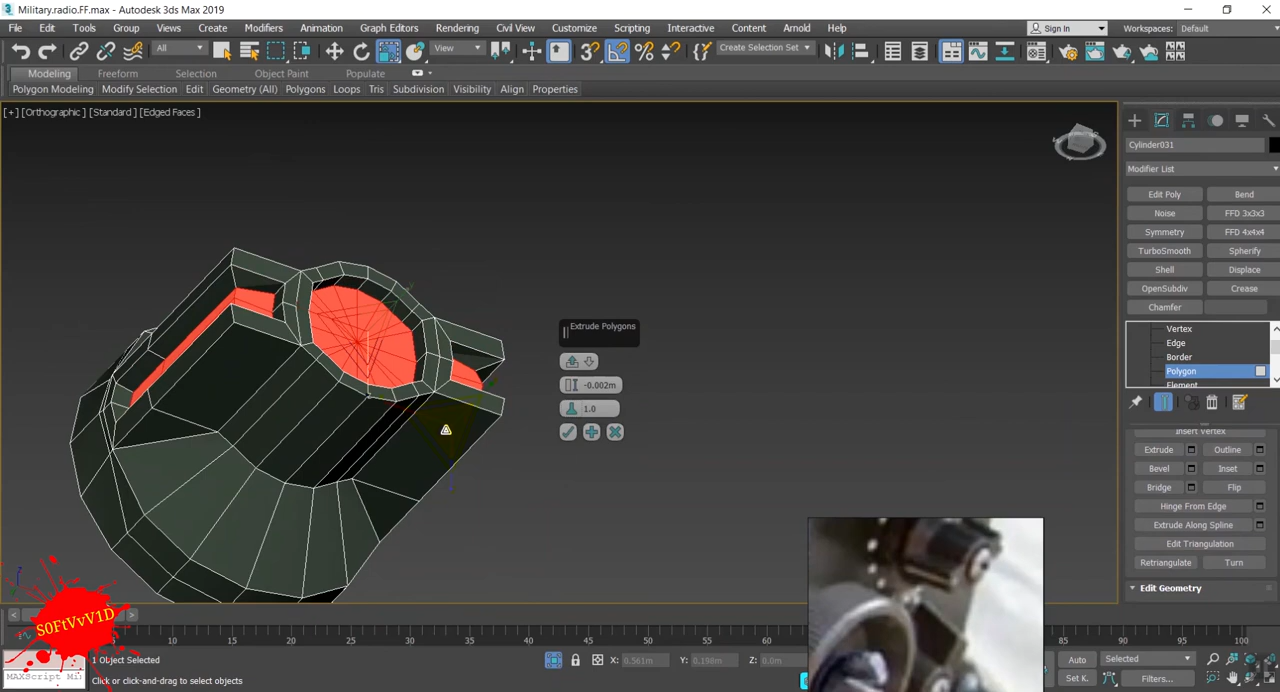 Military.radio.FF.max - Autodesk 3ds Max 2019
File Edit Tools Group Views Create Modifiers Animation Graph Editors Rendering Civil View Customize Scripting Interactive Content Arnold Help
Sign In Workspaces: Default
All View Create Selection Set
Modeling Freeform Selection Object Paint Populate
Polygon Modeling Modify Selection Edit Geometry (All) Polygons Loops Tris Subdivision Visibility Align Properties
[+] [Orthographic ] [Standard ] [Edged Faces ]
Cylinder031
Modifier List
Edit Poly Bend
Noise FFD 3x3x3
Symmetry FFD 4x4x4
TurboSmooth Spherify
Shell Displace
OpenSubdiv Crease
Chamfer
Vertex
Edge
Border
Polygon
Element
Extrude Polygons
-0.002m
1.0
Insert Vertex
Extrude Outline
Bevel Inset
Bridge Flip
Hinge From Edge
Extrude Along Spline
Edit Triangulation
Retriangulate Turn
Edit Geometry
S0FtVvV1D
15 20 25 30 35 40 45 50 55 60 65 70 75 80 85 90 95 100
1 Object Selected X: 0.561m Y: 0.198m Z: 0.0m Auto Selected
MAXScript Mi Click or click-and-drag to select objects Set K. Filters...